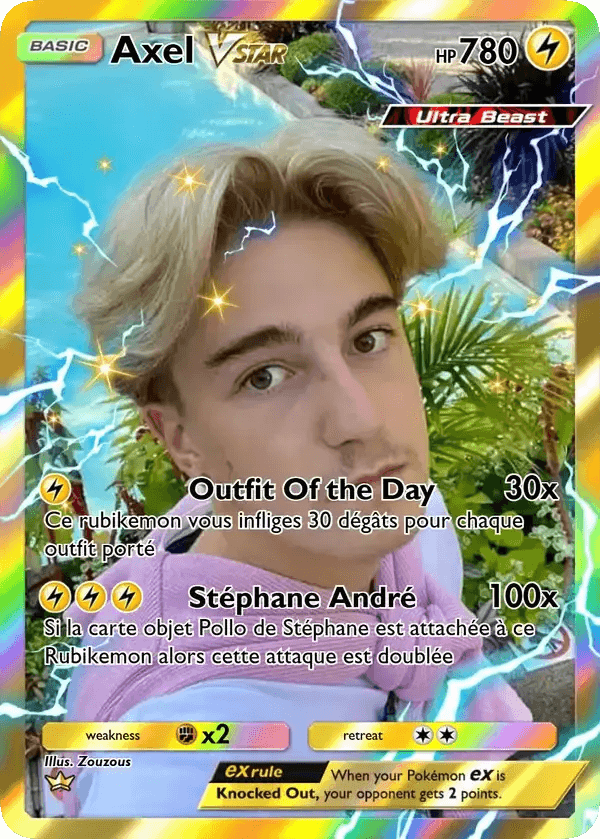 BASIC Axel VSTAR HP 780
Ultra Beast
Outfit Of the Day 30x
Ce rubikemon vous infliges 30 dégâts pour chaque
outfit porté
Stéphane André 100x
Si la carte objet Pollo de Stéphane est attachée à ce
Rubikemon alors cette attaque est doublée
weakness x2 retreat
Illus. Zouzous
ex rule When your Pokémon ex is
Knocked Out, your opponent gets 2 points.